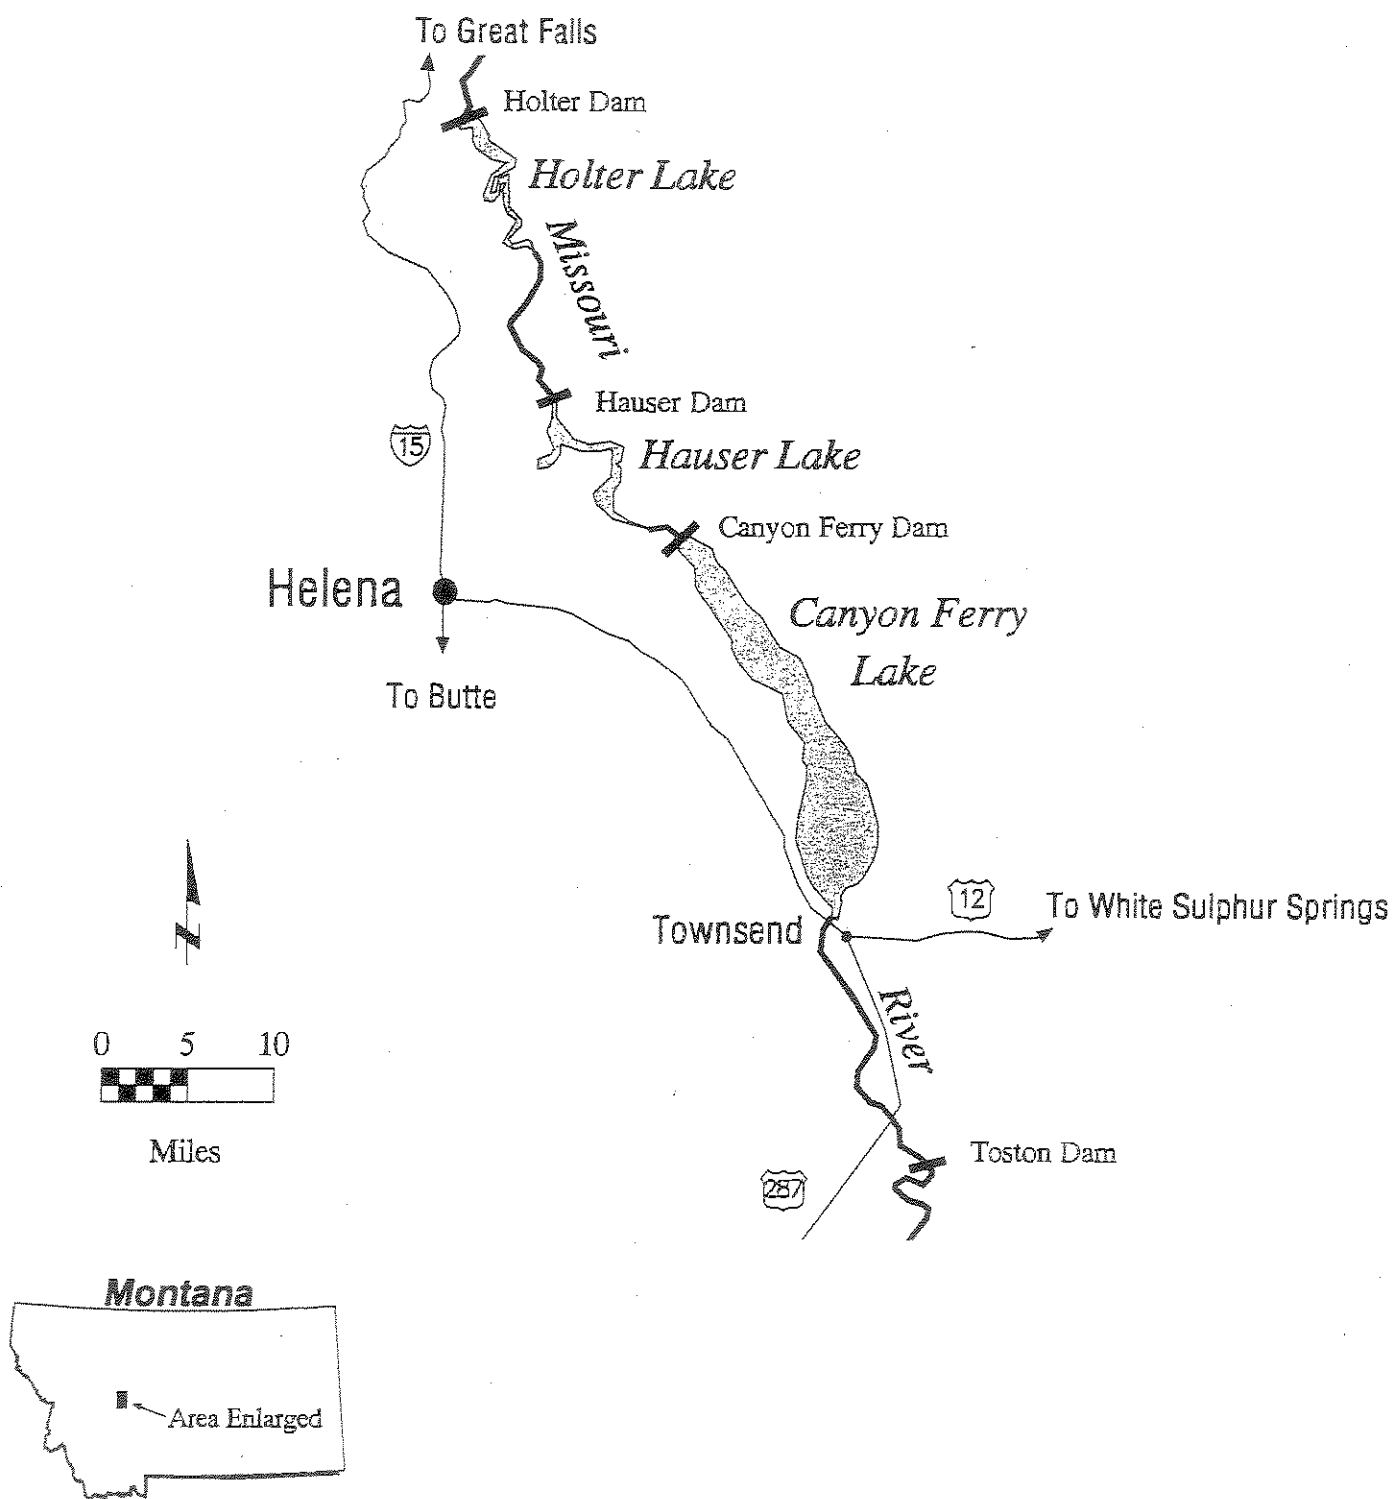 To Great Falls
Holter Dam
Holter Lake
Missouri
Hauser Dam
15
Hauser Lake
Canyon Ferry Dam
Helena
Canyon Ferry
Lake
To Butte
12
To White Sulphur Springs
Townsend
River
N
0 5 10
Miles
Toston Dam
287
Montana
Area Enlarged